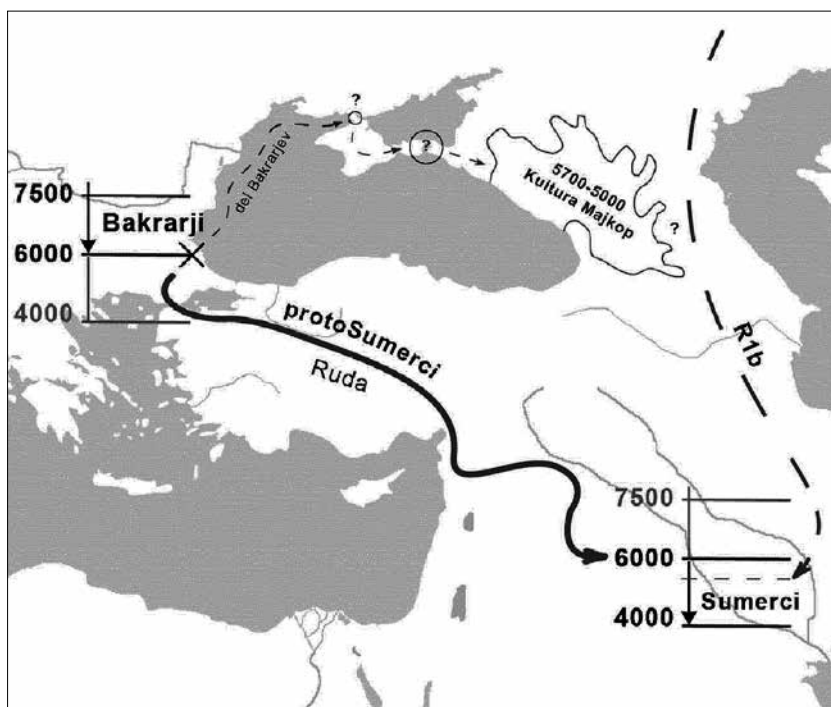 ?
del Bakrarjev
?
5700-5000
Kultura Majkop
?
7500
Bakrarji
6000
4000
protoSumerci
Ruda
R1b
7500
6000
Sumerci
4000